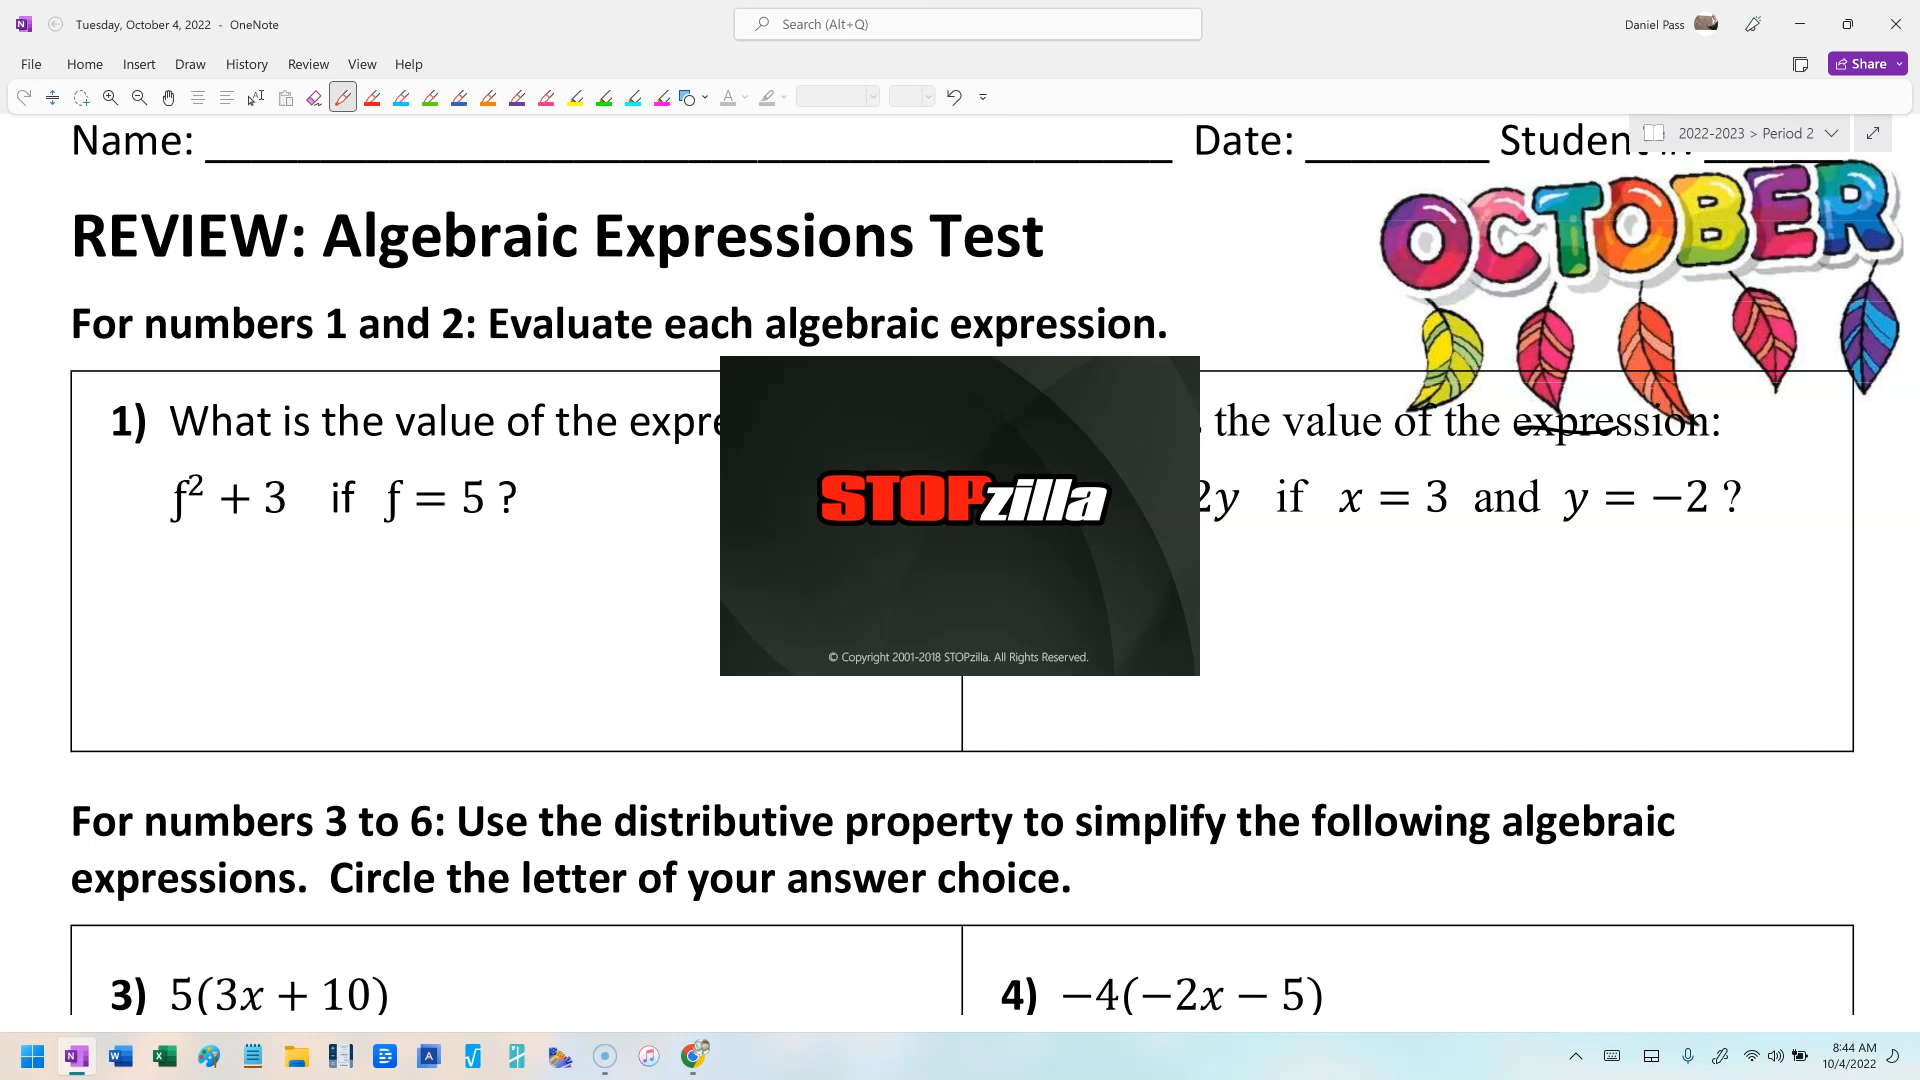 Tuesday, October 4, 2022 - OneNote
Search (Alt+Q)
Daniel Pass
File Home Insert Draw History Review View Help
Share
Name: ________ Date: ________
2022-2023 > Period 2
OCTOBER
REVIEW: Algebraic Expressions Test
For numbers 1 and 2: Evaluate each algebraic expression.
1) What is the value of the
the value of the expression:
f² + 3 if f = 5 ?
2y if x = 3 and y = −2 ?
STOPzilla
© Copyright 2001-2018 STOPzilla. All Rights Reserved.
For numbers 3 to 6: Use the distributive property to simplify the following algebraic
expressions. Circle the letter of your answer choice.
3) 5(3x + 10)
4) −4(−2x − 5)
8:44 AM
10/4/2022